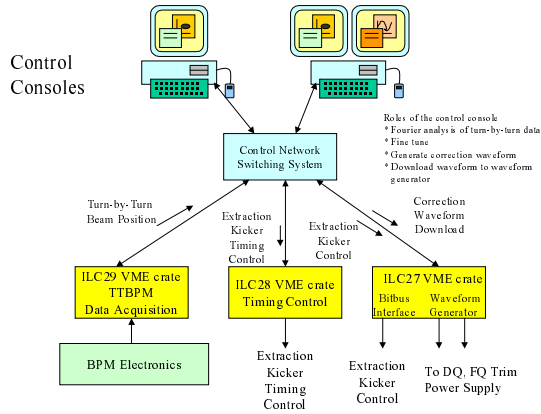 Control
Consoles
Roles of the control console
* Fourier analysis of turn-by-turn data
* Fine tune
* Generate correction waveform
* Download waveform to waveform
generator
Control Network
Switching System
Turn-by-Turn
Beam Position
Extraction
Kicker
Timing
Control
Extraction
Kicker
Control
Correction
Waveform
Download
ILC29 VME crate
TTBPM
Data Acquisition
ILC28 VME crate
Timing Control
ILC27 VME crate
Bitbus
Interface
Waveform
Generator
BPM Electronics
Extraction
Kicker
Timing
Control
Extraction
Kicker
Control
To DQ, FQ Trim
Power Supply